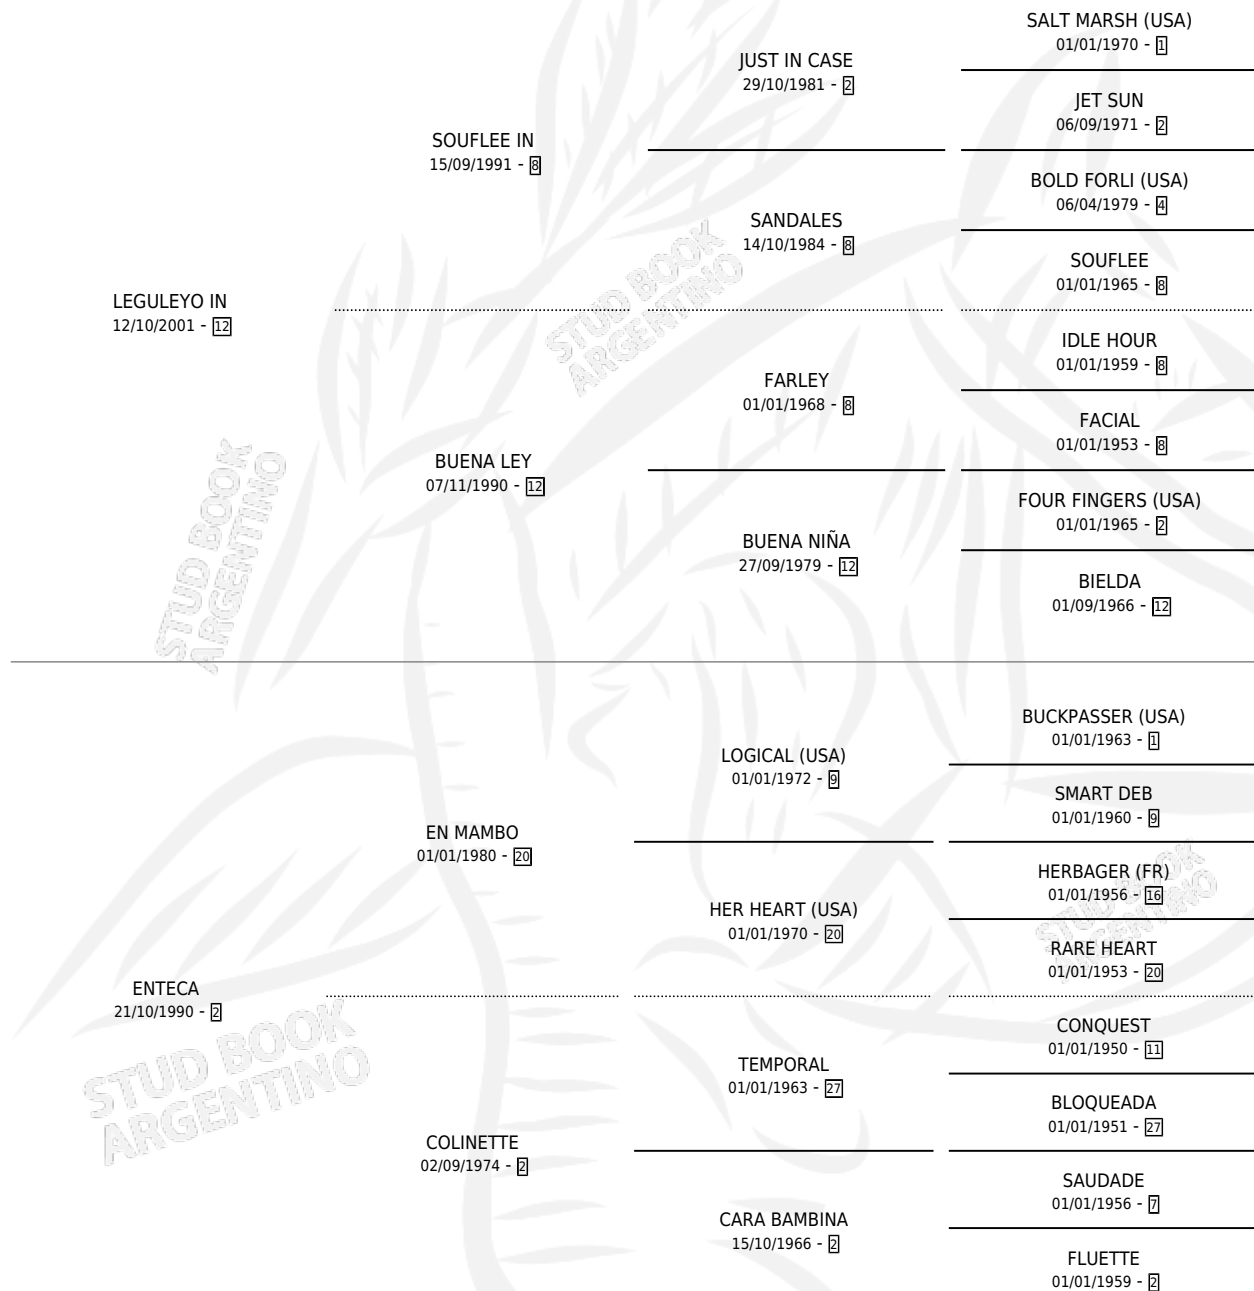 SALT MARSH (USA)
01/01/1970 - 1
JUST IN CASE
29/10/1981 - 2
JET SUN
06/09/1971 - 2
SOUFLEE IN
15/09/1991 - 8
BOLD FORLI (USA)
06/04/1979 - 4
SANDALES
14/10/1984 - 8
SOUFLEE
01/01/1965 - 8
LEGULEYO IN
12/10/2001 - 12
IDLE HOUR
01/01/1959 - 8
FARLEY
01/01/1968 - 8
FACIAL
01/01/1953 - 8
BUENA LEY
07/11/1990 - 12
FOUR FINGERS (USA)
01/01/1965 - 2
BUENA NIÑA
27/09/1979 - 12
BIELDA
01/09/1966 - 12
STUD BOOK
ARGENTINO
STUD BOOK
ARGENTINO
BUCKPASSER (USA)
01/01/1963 - 1
LOGICAL (USA)
01/01/1972 - 9
SMART DEB
01/01/1960 - 9
EN MAMBO
01/01/1980 - 20
HERBAGER (FR)
01/01/1956 - 16
HER HEART (USA)
01/01/1970 - 20
RARE HEART
01/01/1953 - 20
ENTECA
21/10/1990 - 2
CONQUEST
01/01/1950 - 11
TEMPORAL
01/01/1963 - 27
BLOQUEADA
01/01/1951 - 27
COLINETTE
02/09/1974 - 2
SAUDADE
01/01/1956 - 7
CARA BAMBINA
15/10/1966 - 2
FLUETTE
01/01/1959 - 2
STUD BOOK
ARGENTINO
STUD BOOK
ARGENTINO